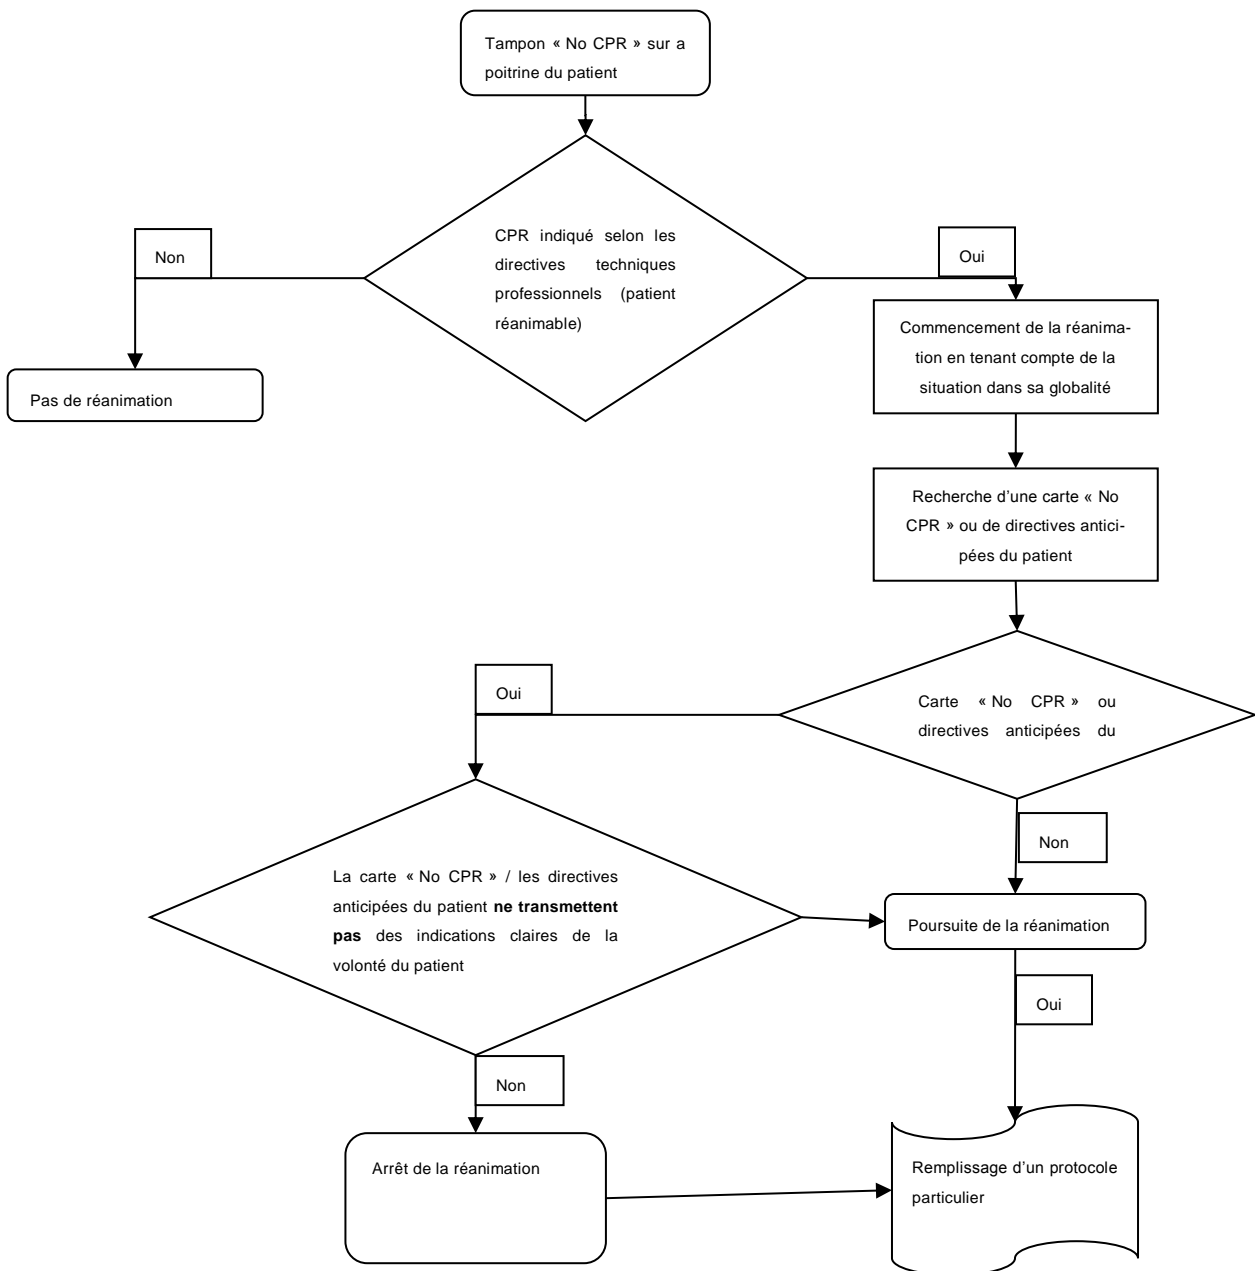 Tampon « No CPR » sur a
poitrine du patient
CPR indiqué selon les
directives techniques
professionnels (patient
réanimable)
Non
Oui
Pas de réanimation
Commencement de la réanima-
tion en tenant compte de la
situation dans sa globalité
Recherche d'une carte « No
CPR » ou de directives antici-
pées du patient
Carte « No CPR » ou
directives anticipées du
Oui
Non
La carte « No CPR » / les directives
anticipées du patient ne transmettent
pas des indications claires de la
volonté du patient
Poursuite de la réanimation
Oui
Non
Arrêt de la réanimation
Remplissage d'un protocole
particulier